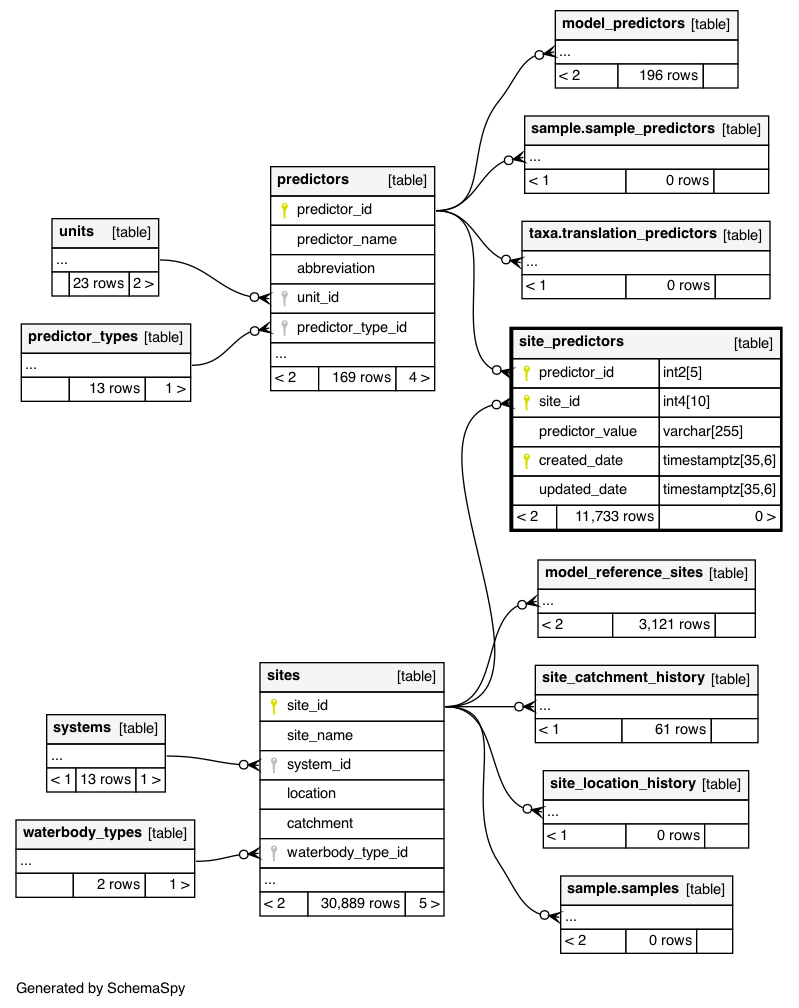 model_predictors [table]
...
< 2 196 rows
sample.sample_predictors [table]
...
< 1 0 rows
predictors [table]
predictor_id
predictor_name
abbreviation
unit_id
predictor_type_id
...
< 2 169 rows 4 >
units [table]
...
23 rows 2 >
taxa.translation_predictors [table]
...
< 1 0 rows
predictor_types [table]
...
13 rows 1 >
site_predictors [table]
predictor_id int2[5]
site_id int4[10]
predictor_value varchar[255]
created_date timestamptz[35,6]
updated_date timestamptz[35,6]
< 2 11,733 rows 0 >
model_reference_sites [table]
...
< 2 3,121 rows
sites [table]
site_id
site_name
system_id
location
catchment
waterbody_type_id
...
< 2 30,889 rows 5 >
site_catchment_history [table]
...
< 1 61 rows
systems [table]
...
< 1 13 rows 1 >
site_location_history [table]
...
< 1 0 rows
waterbody_types [table]
...
2 rows 1 >
sample.samples [table]
...
< 2 0 rows
Generated by SchemaSpy